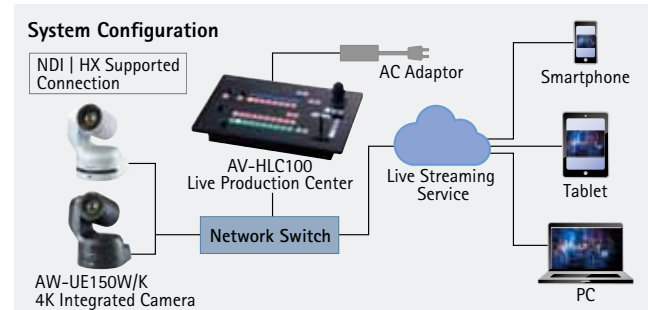 System Configuration
NDI | HX Supported
Connection
AC Adaptor
Smartphone
AV-HLC100
Live Production Center
Live Streaming
Service
Tablet
Network Switch
AW-UE150W/K
4K Integrated Camera
PC